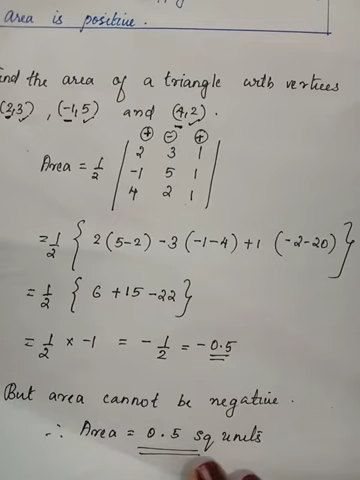 area is positive.
find the area of a triangle with vertices
(2,3), (-1,5) and (4,2).
+ - +
Area = 1/2 | 2 3 1
-1 5 1
4 2 1 |
= 1/2 { 2(5-2) -3(-1-4) +1 (-2-20) }
= 1/2 { 6 +15 -22 }
= 1/2 × -1 = -1/2 = -0.5
But area cannot be negative.
∴ Area = 0.5 sq units